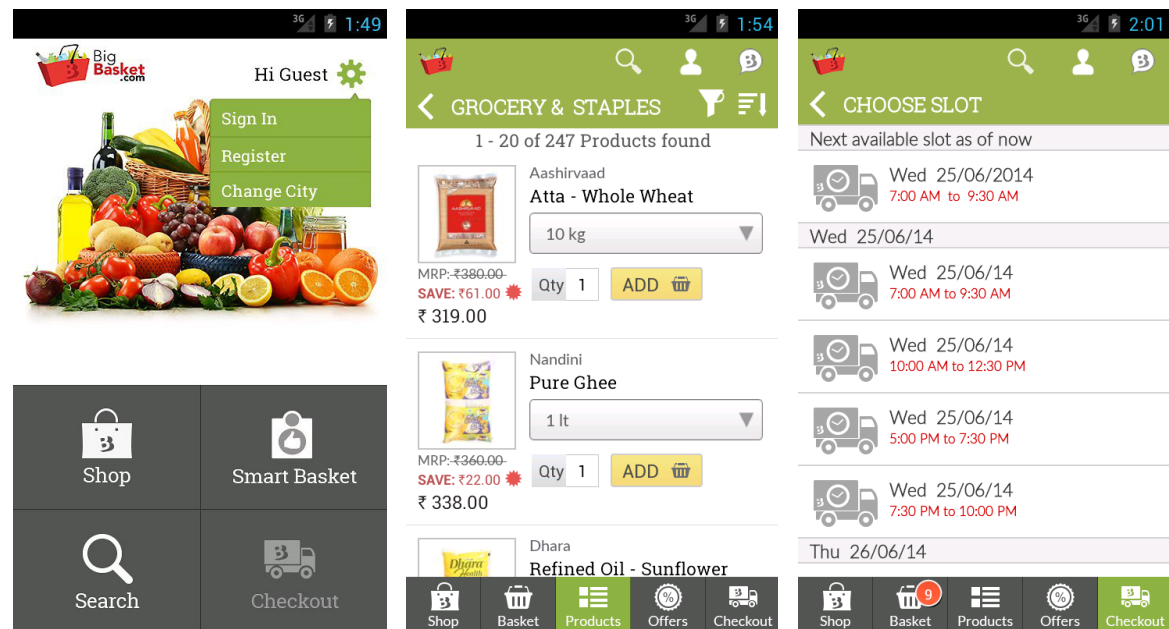 3G 1:49
Big
Basket
.com
Hi Guest
Sign In
Register
Change City
Shop
Smart Basket
Search
Checkout
3G 1:54
GROCERY & STAPLES
1 - 20 of 247 Products found
Aashirvaad
Atta - Whole Wheat
10 kg
MRP: ₹380.00
SAVE: ₹61.00
₹ 319.00
Qty 1 ADD
AASHIRVAAD
Nandini
Pure Ghee
1 lt
MRP: ₹360.00
SAVE: ₹22.00
₹ 338.00
Qty 1 ADD
Dhara
Refined Oil - Sunflower
Dhara
Health
Shop Basket Products Offers Checkout
3G 2:01
CHOOSE SLOT
Next available slot as of now
Wed 25/06/2014
7:00 AM to 9:30 AM
Wed 25/06/14
Wed 25/06/14
7:00 AM to 9:30 AM
Wed 25/06/14
10:00 AM to 12:30 PM
Wed 25/06/14
5:00 PM to 7:30 PM
Wed 25/06/14
7:30 PM to 10:00 PM
Thu 26/06/14
9
Shop Basket Products Offers Checkout